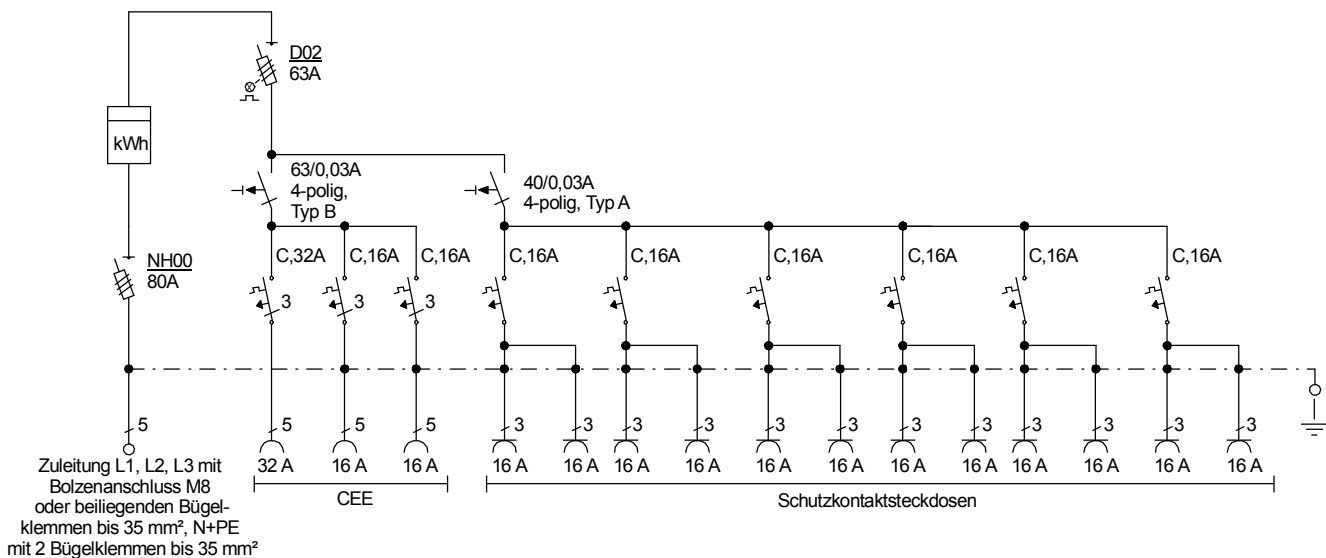 D02
63A
kWh
63/0,03A
4-polig,
Typ B
40/0,03A
4-polig, Typ A
NH00
80A
C,32A C,16A C,16A C,16A C,16A C,16A C,16A C,16A C,16A
3 3 3
5 5 5 5 3 3 3 3 3 3 3 3 3 3 3 3
32 A 16 A 16 A 16 A 16 A 16 A 16 A 16 A 16 A 16 A 16 A 16 A 16 A 16 A 16 A
CEE
Schutzkontaktsteckdosen
Zuleitung L1, L2, L3 mit
Bolzenanschluss M8
oder beiliegenden Bügel-
klemmen bis 35 mm², N+PE
mit 2 Bügelklemmen bis 35 mm²